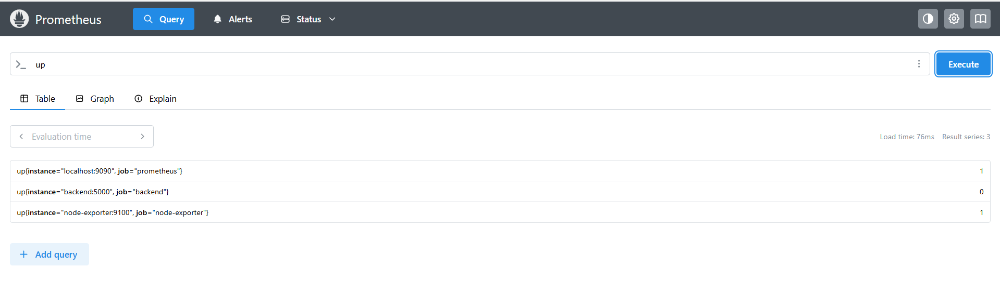 Prometheus Query Alerts Status
up Execute
Table Graph Explain
Evaluation time Load time: 76ms Result series: 3
up{instance="localhost:9090", job="prometheus"} 1
up{instance="backend:5000", job="backend"} 0
up{instance="node-exporter:9100", job="node-exporter"} 1
Add query